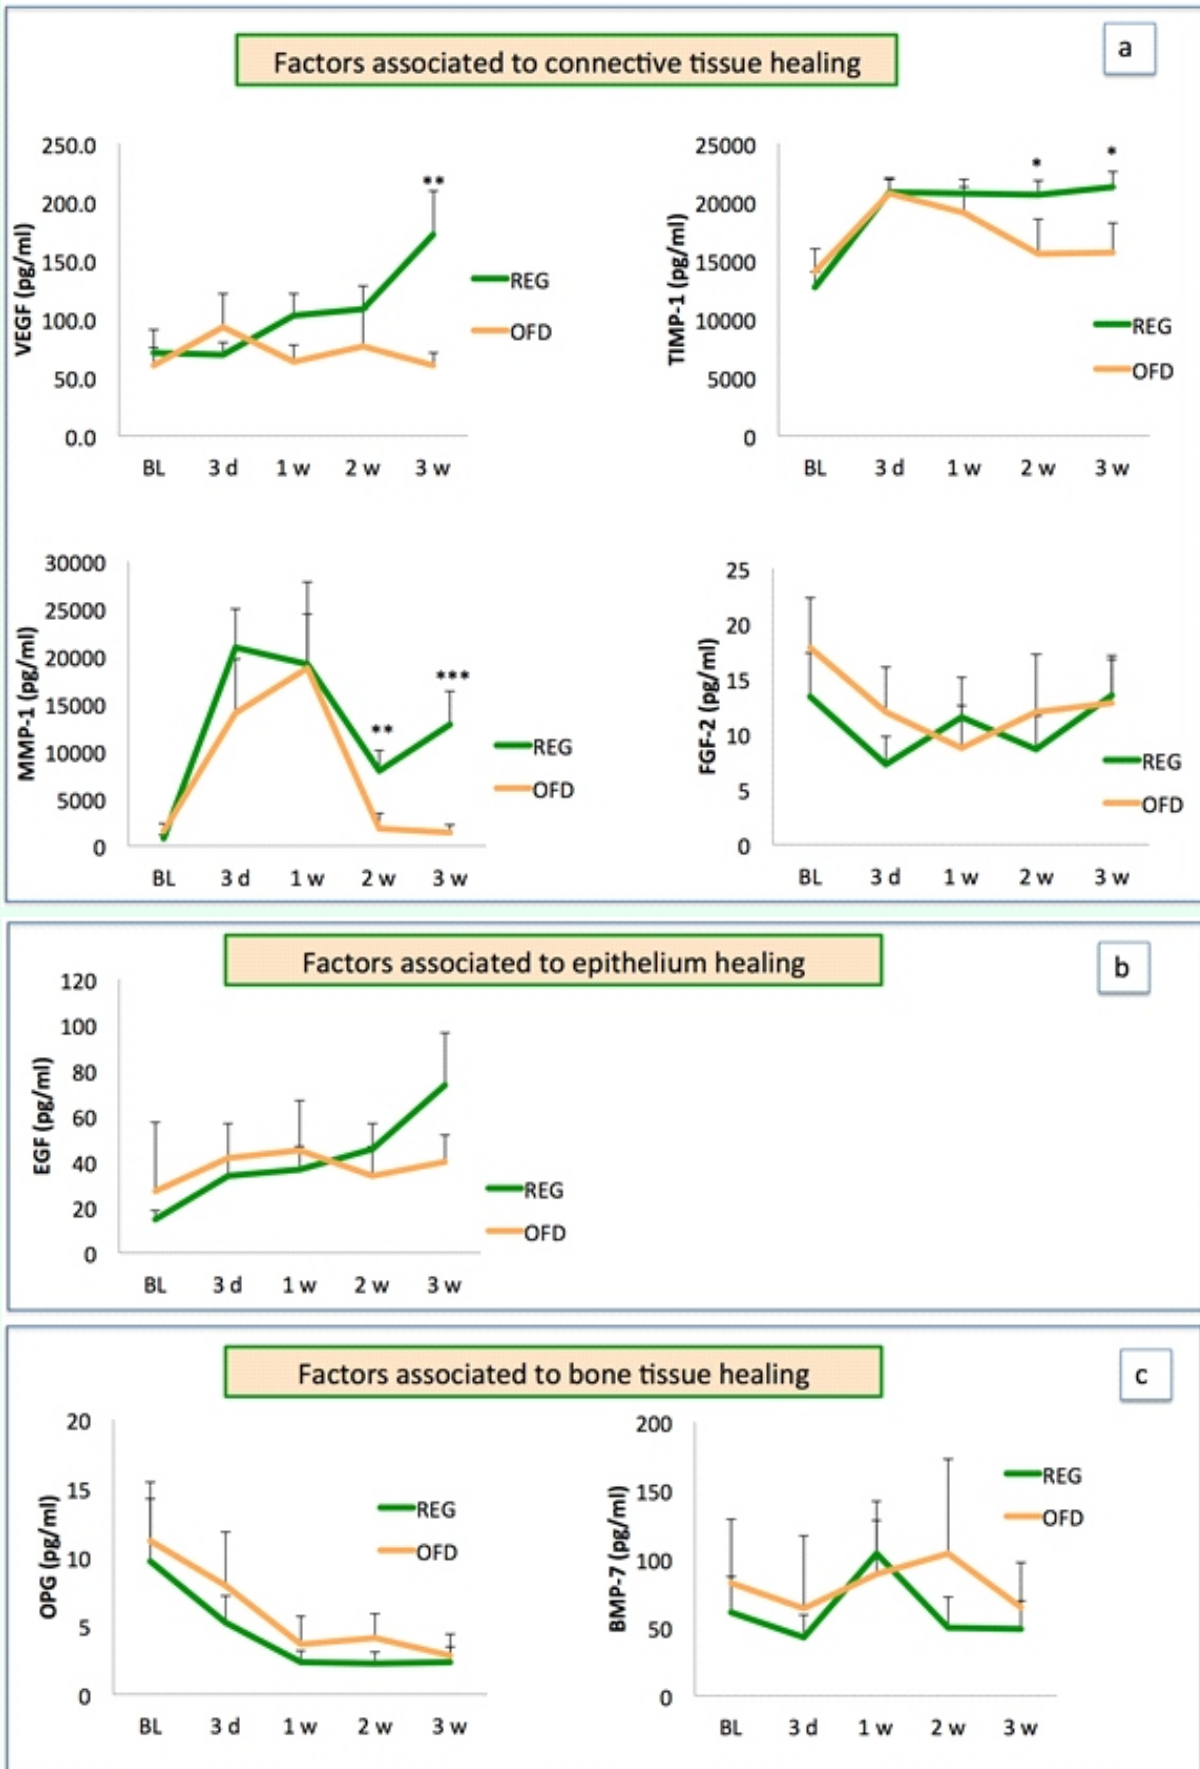 Factors associated to connective tissue healing
a
VEGF (pg/ml)
250.0
200.0
150.0
100.0
50.0
0.0
**
REG
OFD
BL 3 d 1 w 2 w 3 w
TIMP-1 (pg/ml)
25000
20000
15000
10000
5000
0
* *
REG
OFD
BL 3 d 1 w 2 w 3 w
MMP-1 (pg/ml)
30000
25000
20000
15000
10000
5000
0
** ***
REG
OFD
BL 3 d 1 w 2 w 3 w
FGF-2 (pg/ml)
25
20
15
10
5
0
REG
OFD
BL 3 d 1 w 2 w 3 w
Factors associated to epithelium healing
b
EGF (pg/ml)
120
100
80
60
40
20
0
REG
OFD
BL 3 d 1 w 2 w 3 w
Factors associated to bone tissue healing
c
OPG (pg/ml)
20
15
10
5
0
REG
OFD
BL 3 d 1 w 2 w 3 w
BMP-7 (pg/ml)
200
150
100
50
0
REG
OFD
BL 3 d 1 w 2 w 3 w